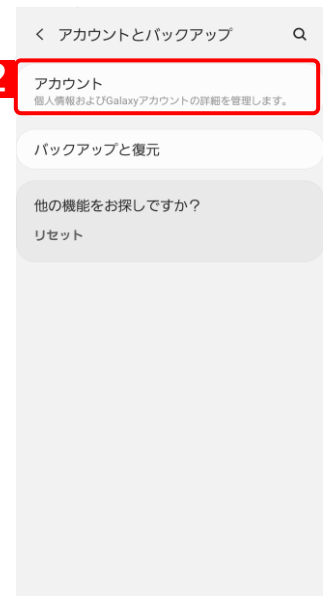 アカウントとバックアップ
2
アカウント
個人情報およびGalaxyアカウントの詳細を管理します。
バックアップと復元
他の機能をお探しですか？
リセット